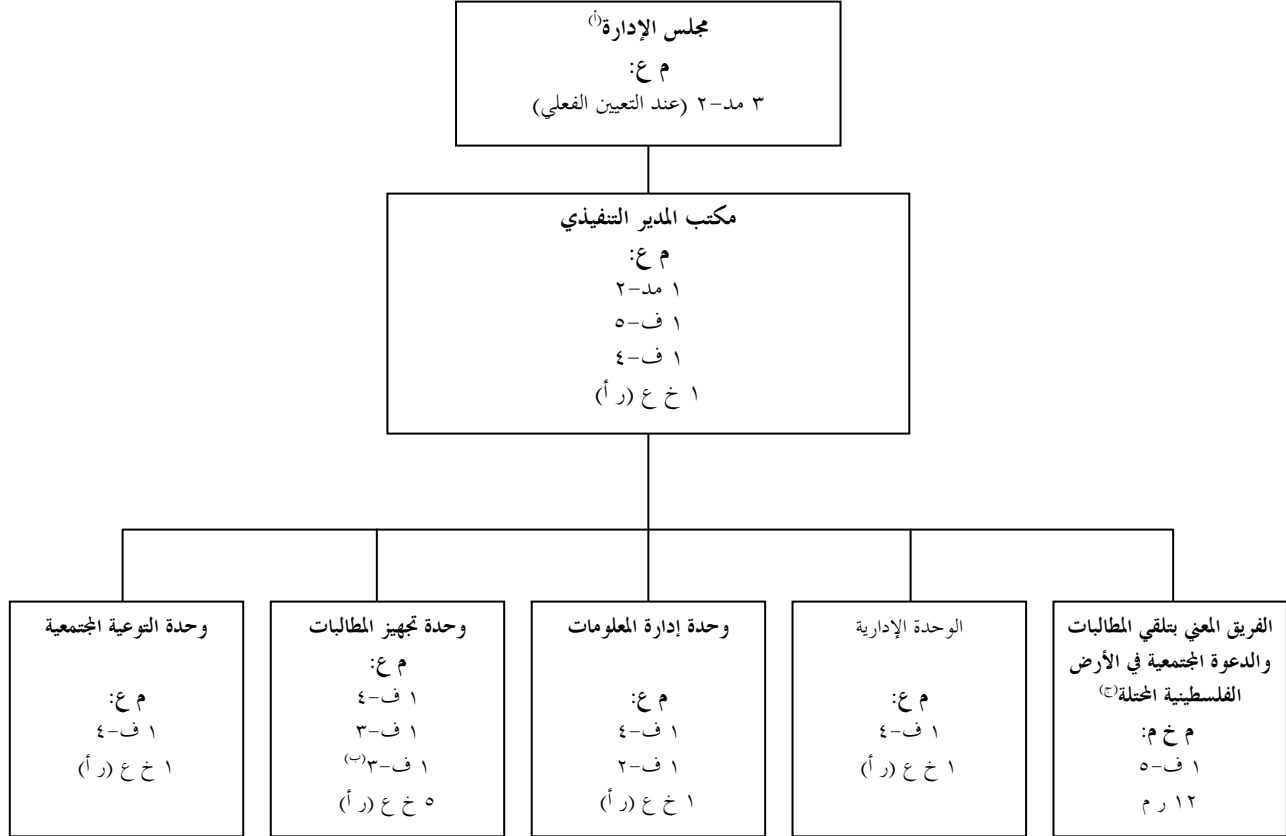 مجلس الإدارة(أ)
م ع:
٣ مد-٢ (عند التعيين الفعلي)
مكتب المدير التنفيذي
م ع:
١ مد-٢
١ ف-٥
١ ف-٤
١ خ ع (ر أ)
الفريق المعني بتلقي المطالبات
والدعوة المجتمعية في الأرض
الفلسطينية المحتلة(ج)
م خ م:
١ ف-٥
١٢ ر م
الوحدة الإدارية
م ع:
١ ف-٤
١ خ ع (ر أ)
وحدة إدارة المعلومات
م ع:
١ ف-٤
١ ف-٢
١ خ ع (ر أ)
وحدة تجهيز المطالبات
م ع:
١ ف-٤
١ ف-٣
١ ف-٣(ب)
٥ خ ع (ر أ)
وحدة التوعية المجتمعية
م ع:
١ ف-٤
١ خ ع (ر أ)